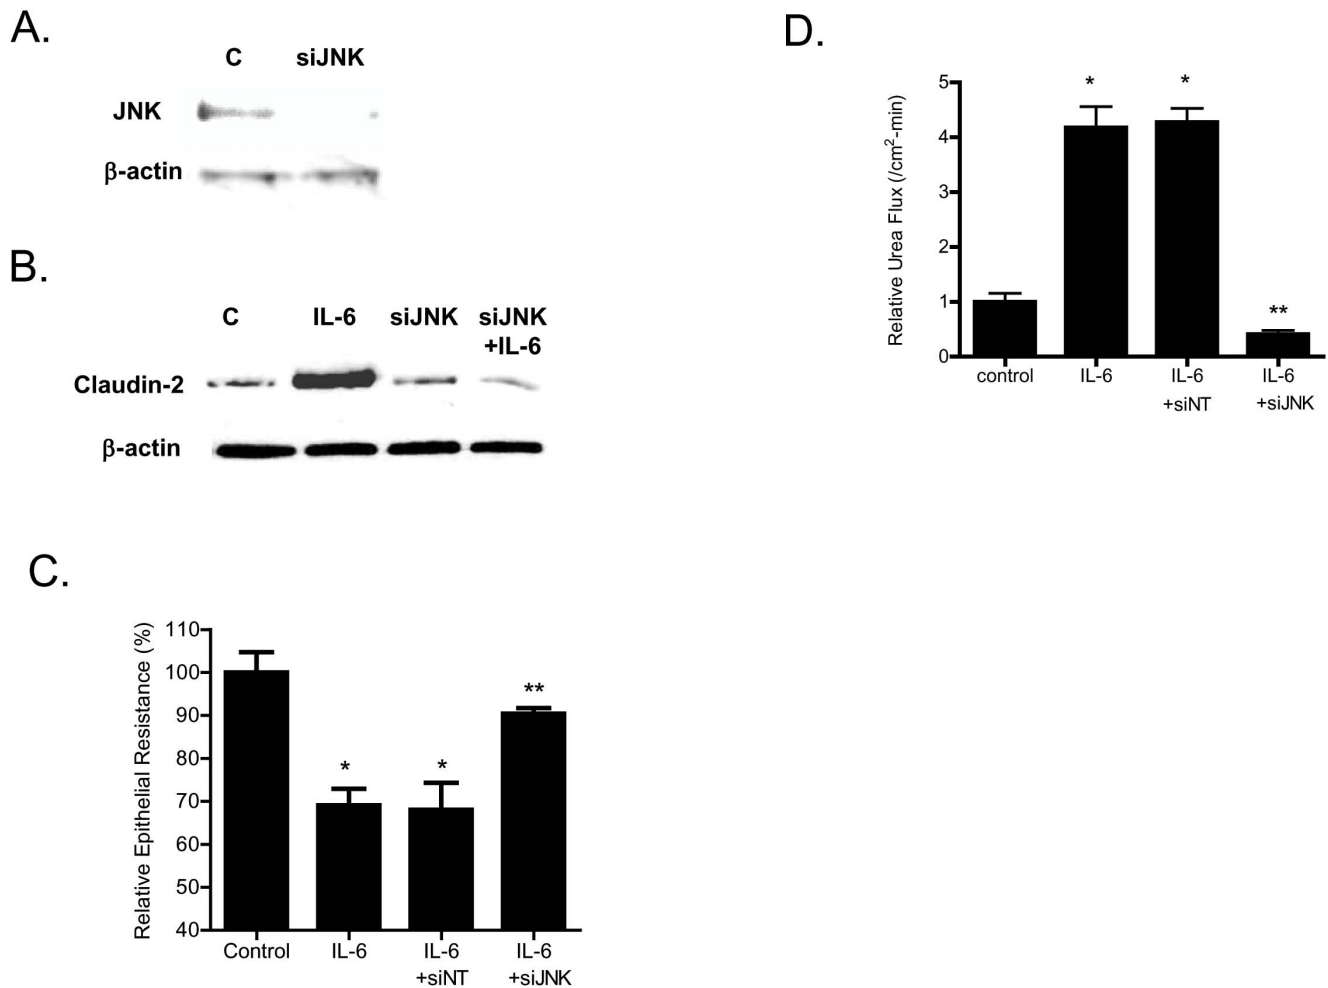 A.
C siJNK
JNK
β-actin
B.
C IL-6 siJNK siJNK
+IL-6
Claudin-2
β-actin
C.
Relative Epithelial Resistance (%)
110
100
90
80
70
60
50
40
*
*
**
Control IL-6 IL-6 IL-6
+siNT +siJNK
D.
Relative Urea Flux (/cm²-min)
5
4
3
2
1
0
*
*
**
control IL-6 IL-6 IL-6
+siNT +siJNK